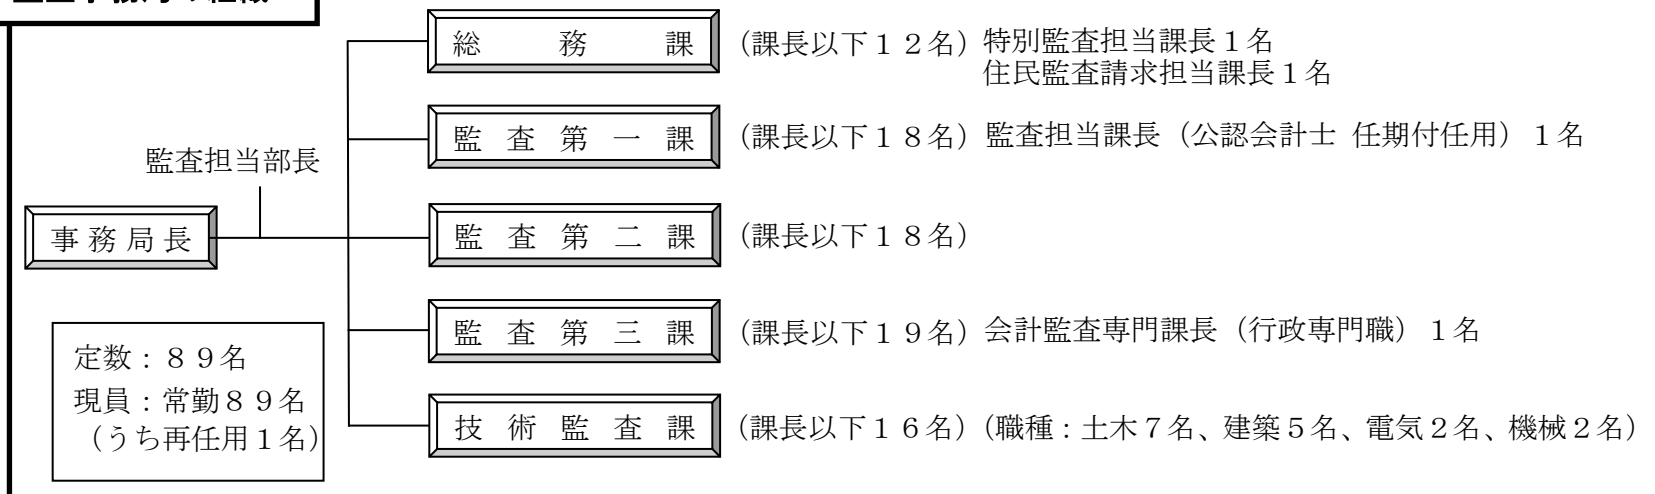 総務課 (課長以下１２名) 特別監査担当課長１名
住民監査請求担当課長１名
監査第一課 (課長以下１８名) 監査担当課長（公認会計士 任期付任用）１名
監査担当部長
事務局長
監査第二課 (課長以下１８名)
監査第三課 (課長以下１９名) 会計監査専門課長（行政専門職）１名
定数：８９名
現員：常勤８９名
（うち再任用１名）
技術監査課 (課長以下１６名)（職種：土木７名、建築５名、電気２名、機械２名）